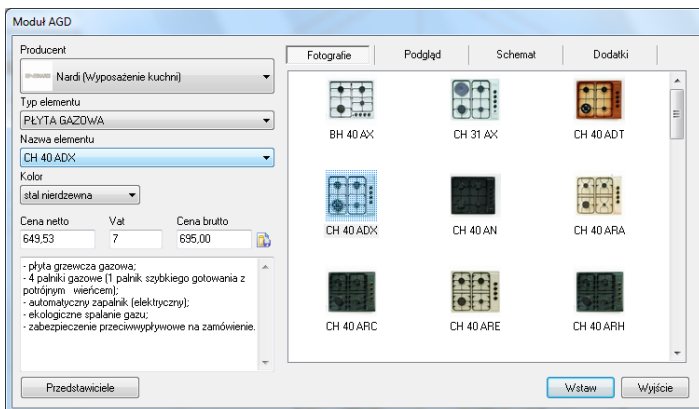 Moduł AGD
Producent
Nardi (Wyposażenie kuchni)
Typ elementu
PŁYTA GAZOWA
Nazwa elementu
CH 40 ADX
Kolor
stal nierdzewna
Cena netto
Vat
Cena brutto
649,53
7
695,00
- płyta grzewcza gazowa;
- 4 palniki gazowe (1 palnik szybkiego gotowania z
potrójnym wieńcem);
- automatyczny zapalnik (elektryczny);
- ekologiczne spalanie gazu;
- zabezpieczenie przeciwwypływowe na zamówienie.
Przedstawiciele
Fotografie
Podgląd
Schemat
Dodatki
BH 40 AX
CH 31 AX
CH 40 ADT
CH 40 ADX
CH 40 AN
CH 40 ARA
CH 40 ARC
CH 40 ARE
CH 40 ARH
Wstaw
Wyjście